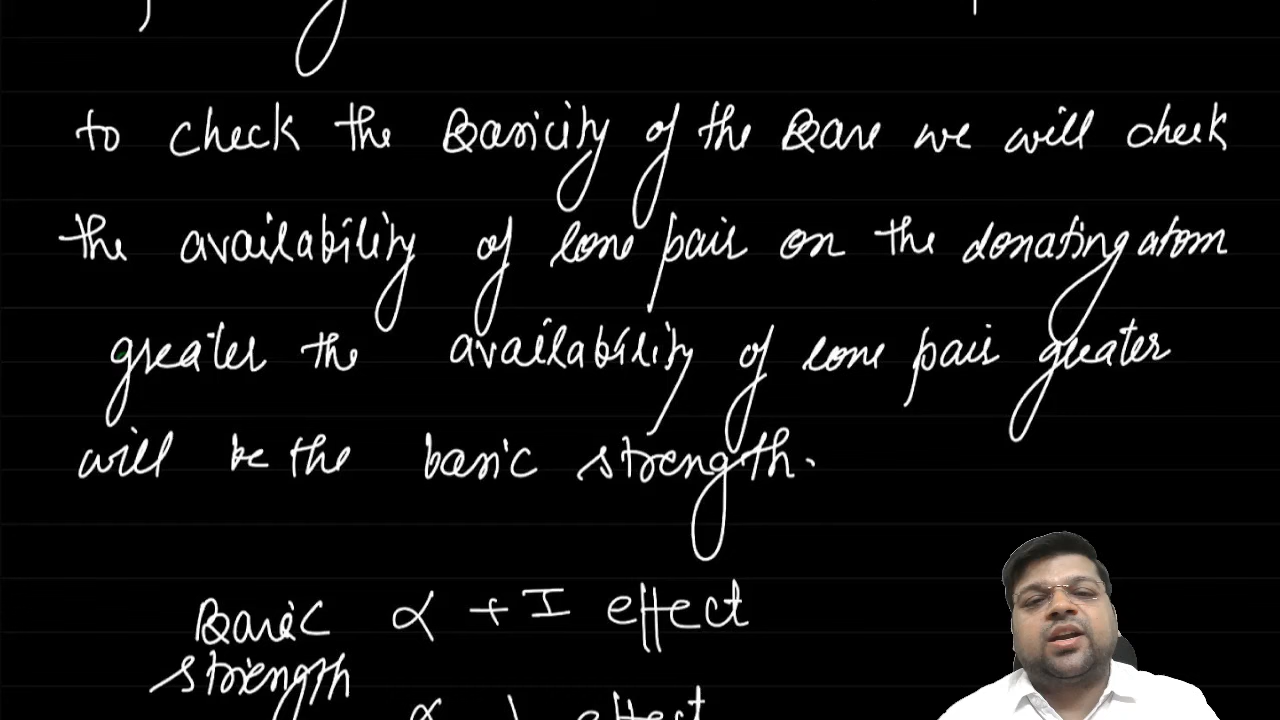 to check the Basicity of the Base we will check
the availability of lone pair on the donating atom
greater the availability of lone pair greater
will be the basic strength.
Basic ∝ +I effect
strength
∝ effect